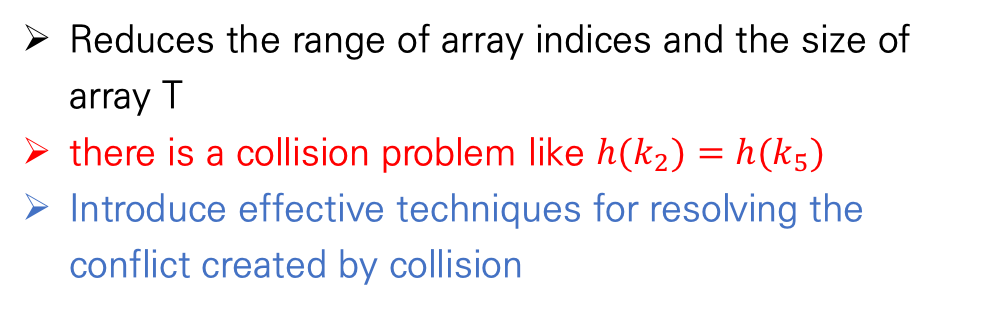 ➢ Reduces the range of array indices and the size of
array T
➢ there is a collision problem like h(k₂) = h(k₅)
➢ Introduce effective techniques for resolving the
conflict created by collision